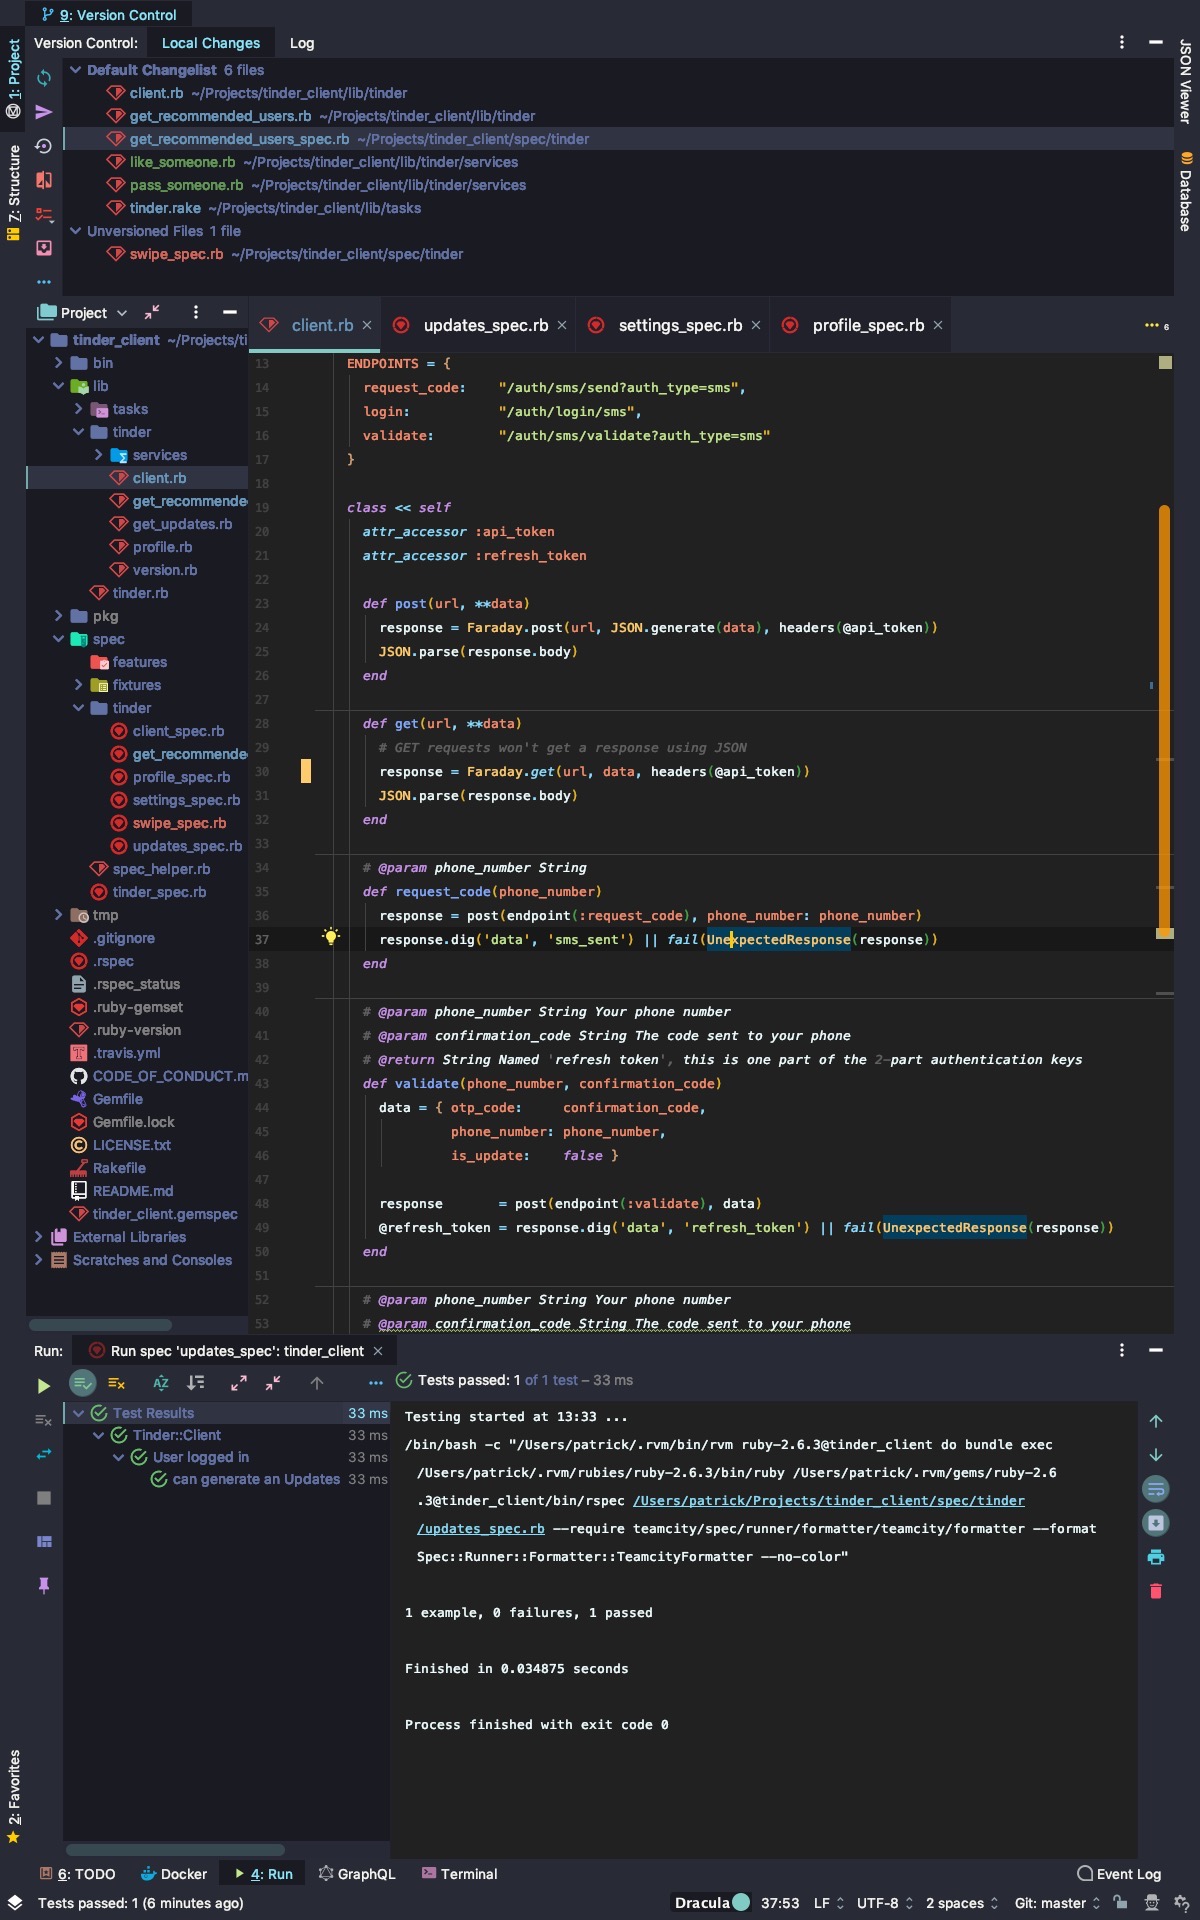 9: Version Control
Version Control: Local Changes Log
Default Changelist 6 files
client.rb ~/Projects/tinder_client/lib/tinder
get_recommended_users.rb ~/Projects/tinder_client/lib/tinder
get_recommended_users_spec.rb ~/Projects/tinder_client/spec/tinder
like_someone.rb ~/Projects/tinder_client/lib/tinder/services
pass_someone.rb ~/Projects/tinder_client/lib/tinder/services
tinder.rake ~/Projects/tinder_client/lib/tasks
Unversioned Files 1 file
swipe_spec.rb ~/Projects/tinder_client/spec/tinder
1: Project
7: Structure
JSON Viewer
Database
Project
tinder_client ~/Projects/ti
bin
lib
tasks
tinder
services
client.rb
get_recommende
get_updates.rb
profile.rb
version.rb
tinder.rb
pkg
spec
features
fixtures
tinder
client_spec.rb
get_recommende
profile_spec.rb
settings_spec.rb
swipe_spec.rb
updates_spec.rb
spec_helper.rb
tinder_spec.rb
tmp
.gitignore
.rspec
.rspec_status
.ruby-gemset
.ruby-version
.travis.yml
CODE_OF_CONDUCT.m
Gemfile
Gemfile.lock
LICENSE.txt
Rakefile
README.md
tinder_client.gemspec
External Libraries
Scratches and Consoles
client.rb updates_spec.rb settings_spec.rb profile_spec.rb 6
13 ENDPOINTS = {
14 request_code: "/auth/sms/send?auth_type=sms",
15 login: "/auth/login/sms",
16 validate: "/auth/sms/validate?auth_type=sms"
17 }
18
19 class << self
20 attr_accessor :api_token
21 attr_accessor :refresh_token
22
23 def post(url, **data)
24 response = Faraday.post(url, JSON.generate(data), headers(@api_token))
25 JSON.parse(response.body)
26 end
27
28 def get(url, **data)
29 # GET requests won't get a response using JSON
30 response = Faraday.get(url, data, headers(@api_token))
31 JSON.parse(response.body)
32 end
33
34 # @param phone_number String
35 def request_code(phone_number)
36 response = post(endpoint(:request_code), phone_number: phone_number)
37 response.dig('data', 'sms_sent') || fail(UnexpectedResponse(response))
38 end
39
40 # @param phone_number String Your phone number
41 # @param confirmation_code String The code sent to your phone
42 # @return String Named 'refresh token', this is one part of the 2-part authentication keys
43 def validate(phone_number, confirmation_code)
44 data = { otp_code: confirmation_code,
45 phone_number: phone_number,
46 is_update: false }
47
48 response = post(endpoint(:validate), data)
49 @refresh_token = response.dig('data', 'refresh_token') || fail(UnexpectedResponse(response))
50 end
51
52 # @param phone_number String Your phone number
53 # @param confirmation_code String The code sent to your phone
Run: Run spec 'updates_spec': tinder_client
Tests passed: 1 of 1 test – 33 ms
Test Results 33 ms
Tinder::Client 33 ms
User logged in 33 ms
can generate an Updates 33 ms
Testing started at 13:33 ...
/bin/bash -c "/Users/patrick/.rvm/bin/rvm ruby-2.6.3@tinder_client do bundle exec
/Users/patrick/.rvm/rubies/ruby-2.6.3/bin/ruby /Users/patrick/.rvm/gems/ruby-2.6
.3@tinder_client/bin/rspec /Users/patrick/Projects/tinder_client/spec/tinder
/updates_spec.rb --require teamcity/spec/runner/formatter/teamcity/formatter --format
Spec::Runner::Formatter::TeamcityFormatter --no-color"
1 example, 0 failures, 1 passed
Finished in 0.034875 seconds
Process finished with exit code 0
2: Favorites
6: TODO Docker 4: Run GraphQL Terminal Event Log
Tests passed: 1 (6 minutes ago) Dracula 37:53 LF UTF-8 2 spaces Git: master